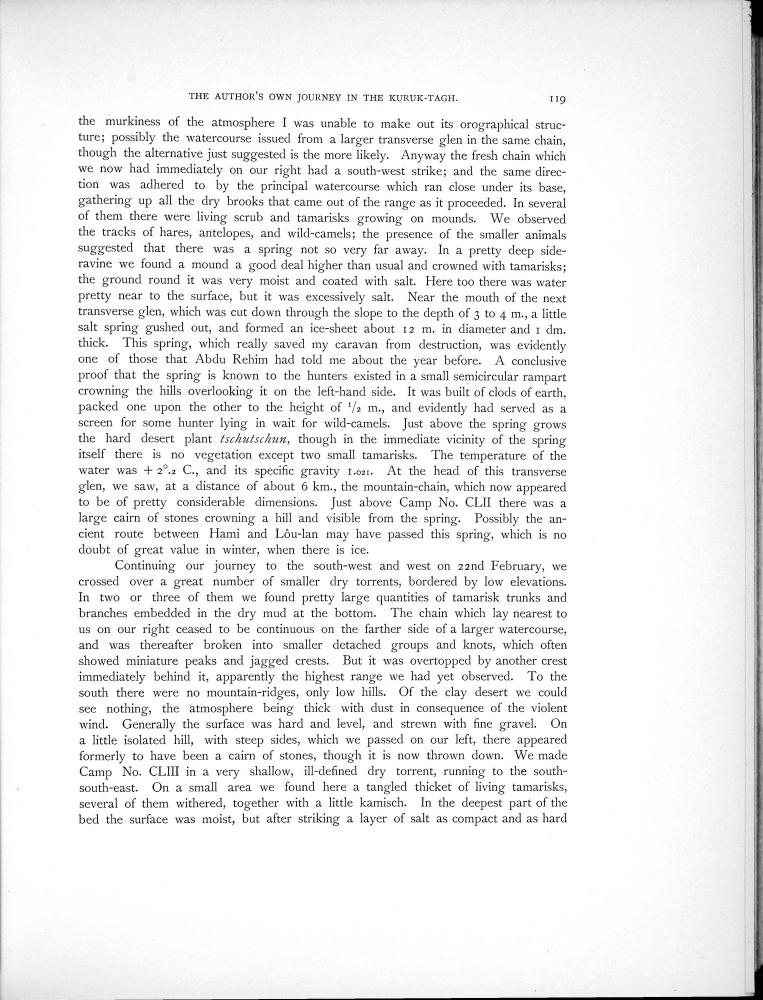 THE AUTHOR'S OWN JOURNEY IN THE KURUK-TAGH. 119
the murkiness of the atmosphere I was unable to make out its orographical struc-
ture; possibly the watercourse issued from a larger transverse glen in the same chain,
though the alternative just suggested is the more likely. Anyway the fresh chain which
we now had immediately on our right had a south-west strike; and the same direc-
tion was adhered to by the principal watercourse which ran close under its base,
gathering up all the dry brooks that came out of the range as it proceeded. In several
of them there were living scrub and tamarisks growing on mounds. We observed
the tracks of hares, antelopes, and wild-camels; the presence of the smaller animals
suggested that there was a spring not so very far away. In a pretty deep side-
ravine we found a mound a good deal higher than usual and crowned with tamarisks;
the ground round it was very moist and coated with salt. Here too there was water
pretty near to the surface, but it was excessively salt. Near the mouth of the next
transverse glen, which was cut down through the slope to the depth of 3 to 4 m., a little
salt spring gushed out, and formed an ice-sheet about 12 m. in diameter and 1 dm.
thick. This spring, which really saved my caravan from destruction, was evidently
one of those that Abdu Rehim had told me about the year before. A conclusive
proof that the spring is known to the hunters existed in a small semicircular rampart
crowning the hills overlooking it on the left-hand side. It was built of clods of earth,
packed one upon the other to the height of 1/2 m., and evidently had served as a
screen for some hunter lying in wait for wild-camels. Just above the spring grows
the hard desert plant tschutschun, though in the immediate vicinity of the spring
itself there is no vegetation except two small tamarisks. The temperature of the
water was + 2°.2 C., and its specific gravity 1.021. At the head of this transverse
glen, we saw, at a distance of about 6 km., the mountain-chain, which now appeared
to be of pretty considerable dimensions. Just above Camp No. CLII there was a
large cairn of stones crowning a hill and visible from the spring. Possibly the an-
cient route between Hami and Lôu-lan may have passed this spring, which is no
doubt of great value in winter, when there is ice.
Continuing our journey to the south-west and west on 22nd February, we
crossed over a great number of smaller dry torrents, bordered by low elevations.
In two or three of them we found pretty large quantities of tamarisk trunks and
branches embedded in the dry mud at the bottom. The chain which lay nearest to
us on our right ceased to be continuous on the farther side of a larger watercourse,
and was thereafter broken into smaller detached groups and knots, which often
showed miniature peaks and jagged crests. But it was overtopped by another crest
immediately behind it, apparently the highest range we had yet observed. To the
south there were no mountain-ridges, only low hills. Of the clay desert we could
see nothing, the atmosphere being thick with dust in consequence of the violent
wind. Generally the surface was hard and level, and strewn with fine gravel. On
a little isolated hill, with steep sides, which we passed on our left, there appeared
formerly to have been a cairn of stones, though it is now thrown down. We made
Camp No. CLIII in a very shallow, ill-defined dry torrent, running to the south-
south-east. On a small area we found here a tangled thicket of living tamarisks,
several of them withered, together with a little kamisch. In the deepest part of the
bed the surface was moist, but after striking a layer of salt as compact and as hard